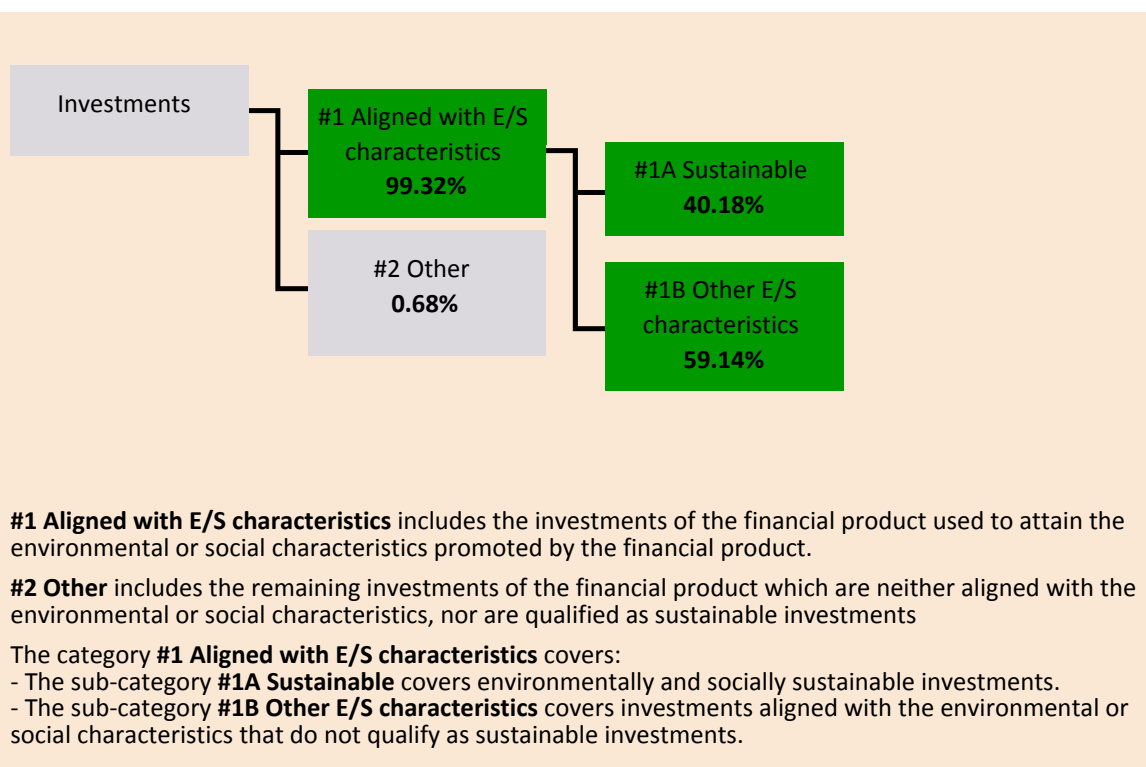 Investments
#1 Aligned with E/S
characteristics
99.32%
#2 Other
0.68%
#1A Sustainable
40.18%
#1B Other E/S
characteristics
59.14%
#1 Aligned with E/S characteristics includes the investments of the financial product used to attain the
environmental or social characteristics promoted by the financial product.
#2 Other includes the remaining investments of the financial product which are neither aligned with the
environmental or social characteristics, nor are qualified as sustainable investments
The category #1 Aligned with E/S characteristics covers:
- The sub-category #1A Sustainable covers environmentally and socially sustainable investments.
- The sub-category #1B Other E/S characteristics covers investments aligned with the environmental or
social characteristics that do not qualify as sustainable investments.